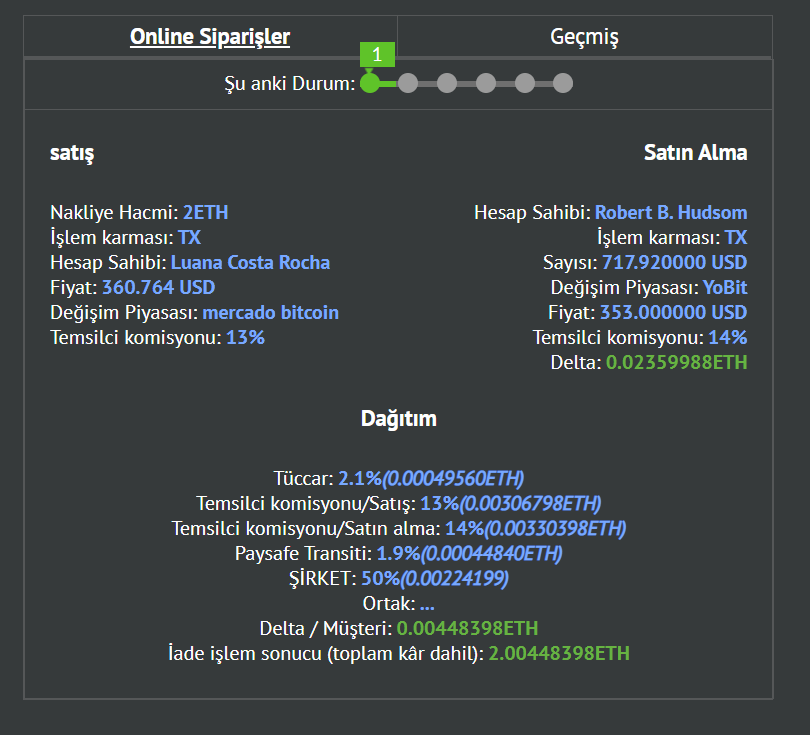 Online Siparişler
Geçmiş
1
Şu anki Durum:
satış
Nakliye Hacmi: 2ETH
İşlem karması: TX
Hesap Sahibi: Luana Costa Rocha
Fiyat: 360.764 USD
Değişim Piyasası: mercado bitcoin
Temsilci komisyonu: 13%
Satın Alma
Hesap Sahibi: Robert B. Hudsom
İşlem karması: TX
Sayısı: 717.920000 USD
Değişim Piyasası: YoBit
Fiyat: 353.000000 USD
Temsilci komisyonu: 14%
Delta: 0.02359988ETH
Dağıtım
Tüccar: 2.1%(0.00049560ETH)
Temsilci komisyonu/Satış: 13%(0.00306798ETH)
Temsilci komisyonu/Satın alma: 14%(0.00330398ETH)
Paysafe Transiti: 1.9%(0.00044840ETH)
ŞİRKET: 50%(0.00224199)
Ortak: ...
Delta / Müşteri: 0.00448398ETH
İade işlem sonucu (toplam kâr dahil): 2.00448398ETH